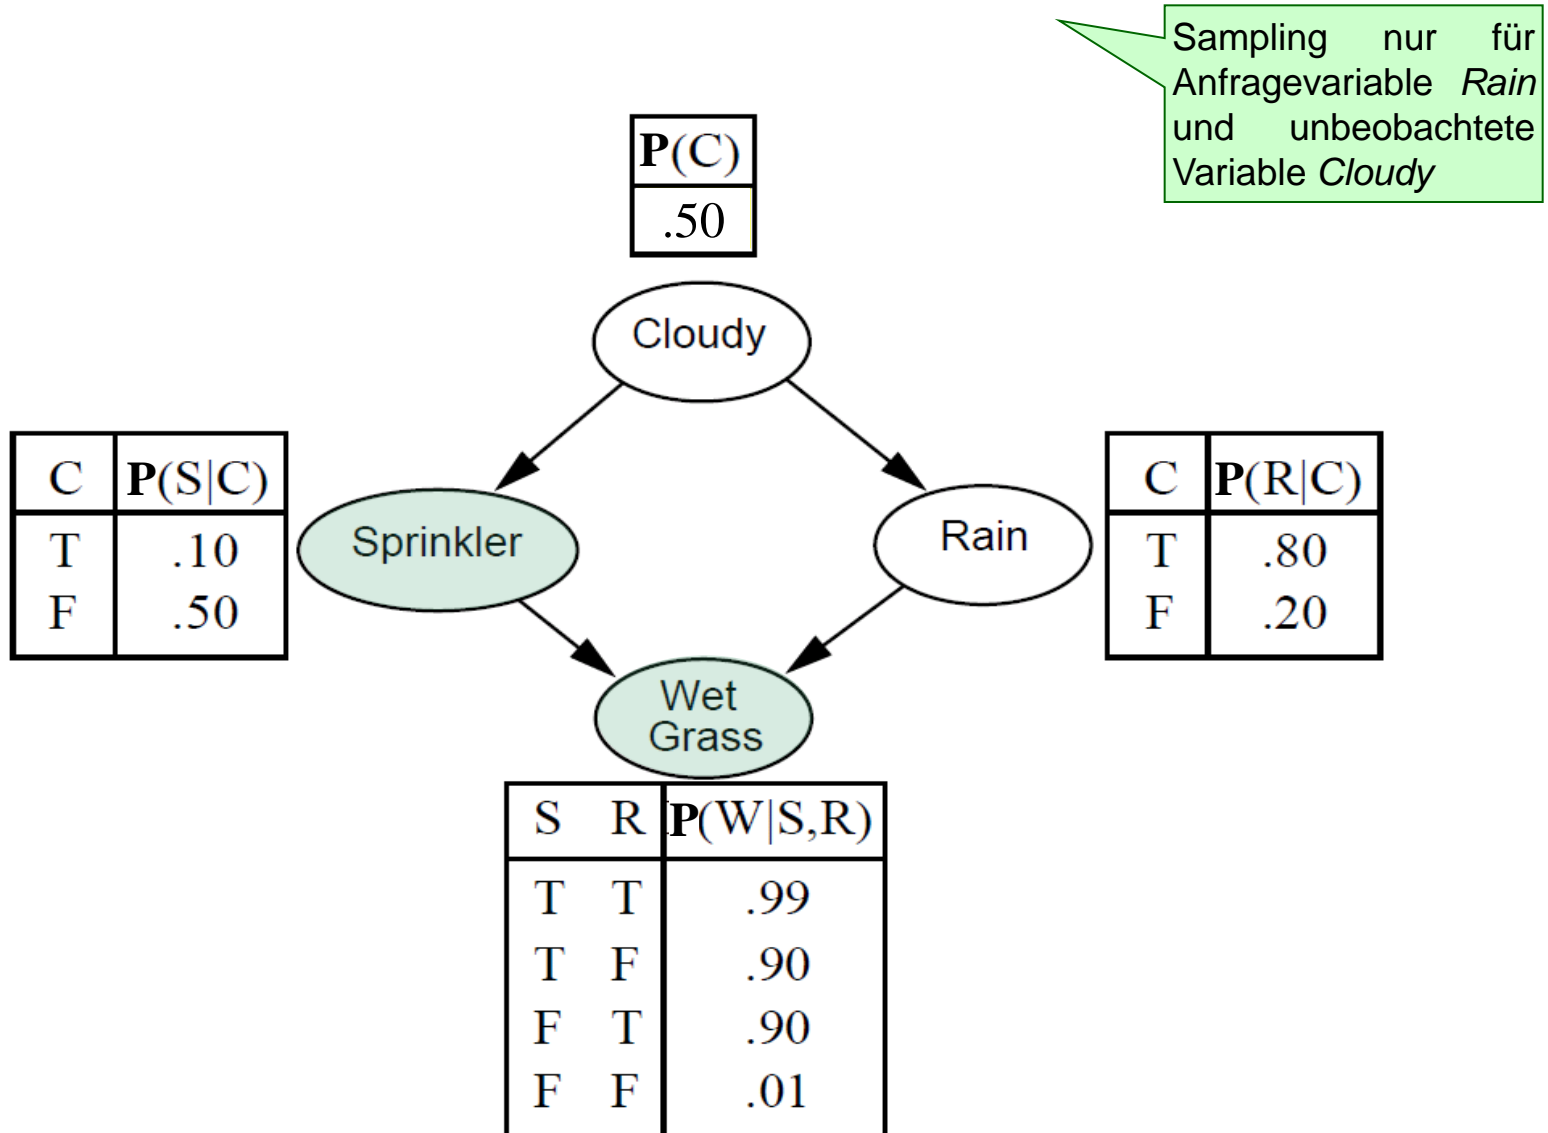 Sampling nur für
Anfragevariable Rain
und unbeobachtete
Variable Cloudy
P(C)
.50
Cloudy
C P(S|C)
T .10
F .50
Sprinkler
Rain
C P(R|C)
T .80
F .20
Wet
Grass
S R P(W|S,R)
T T .99
T F .90
F T .90
F F .01